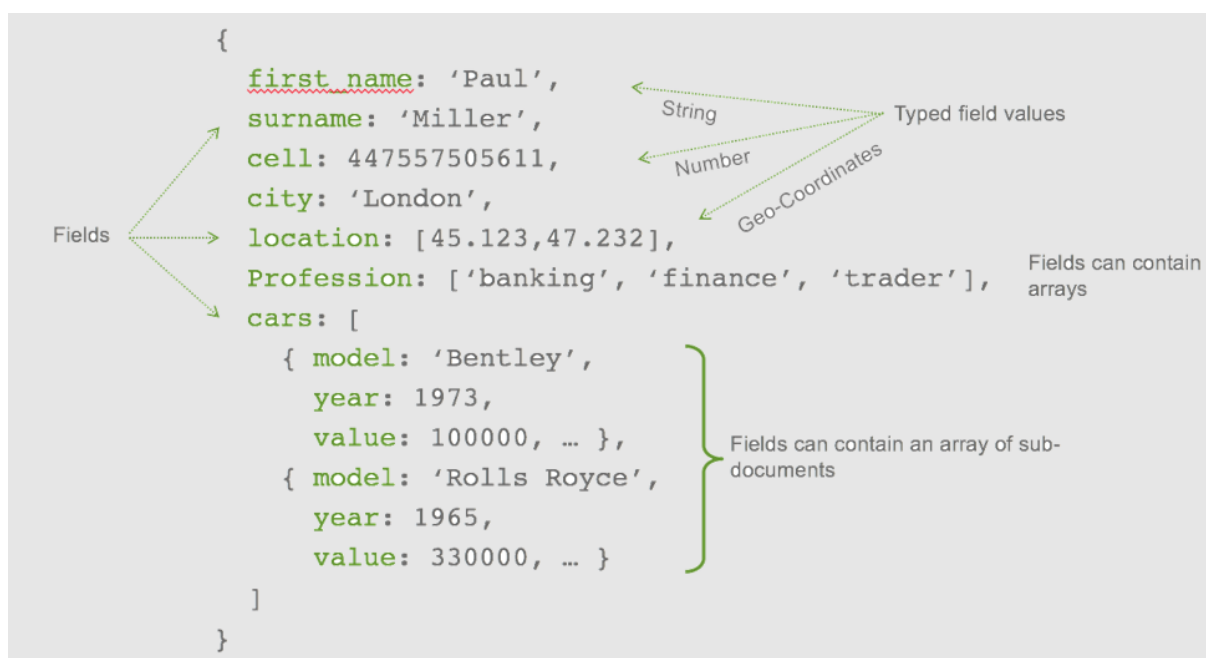 {
first_name: ‘Paul’,
String
Typed field values
surname: ‘Miller’,
cell: 447557505611,
Number
city: ‘London’,
Geo-Coordinates
Fields
location: [45.123,47.232],
Profession: [‘banking’, ‘finance’, ‘trader’],
Fields can contain
arrays
cars: [
{ model: ‘Bentley’,
year: 1973,
value: 100000, … },
{ model: ‘Rolls Royce’,
year: 1965,
value: 330000, … }
Fields can contain an array of sub-
documents
]
}